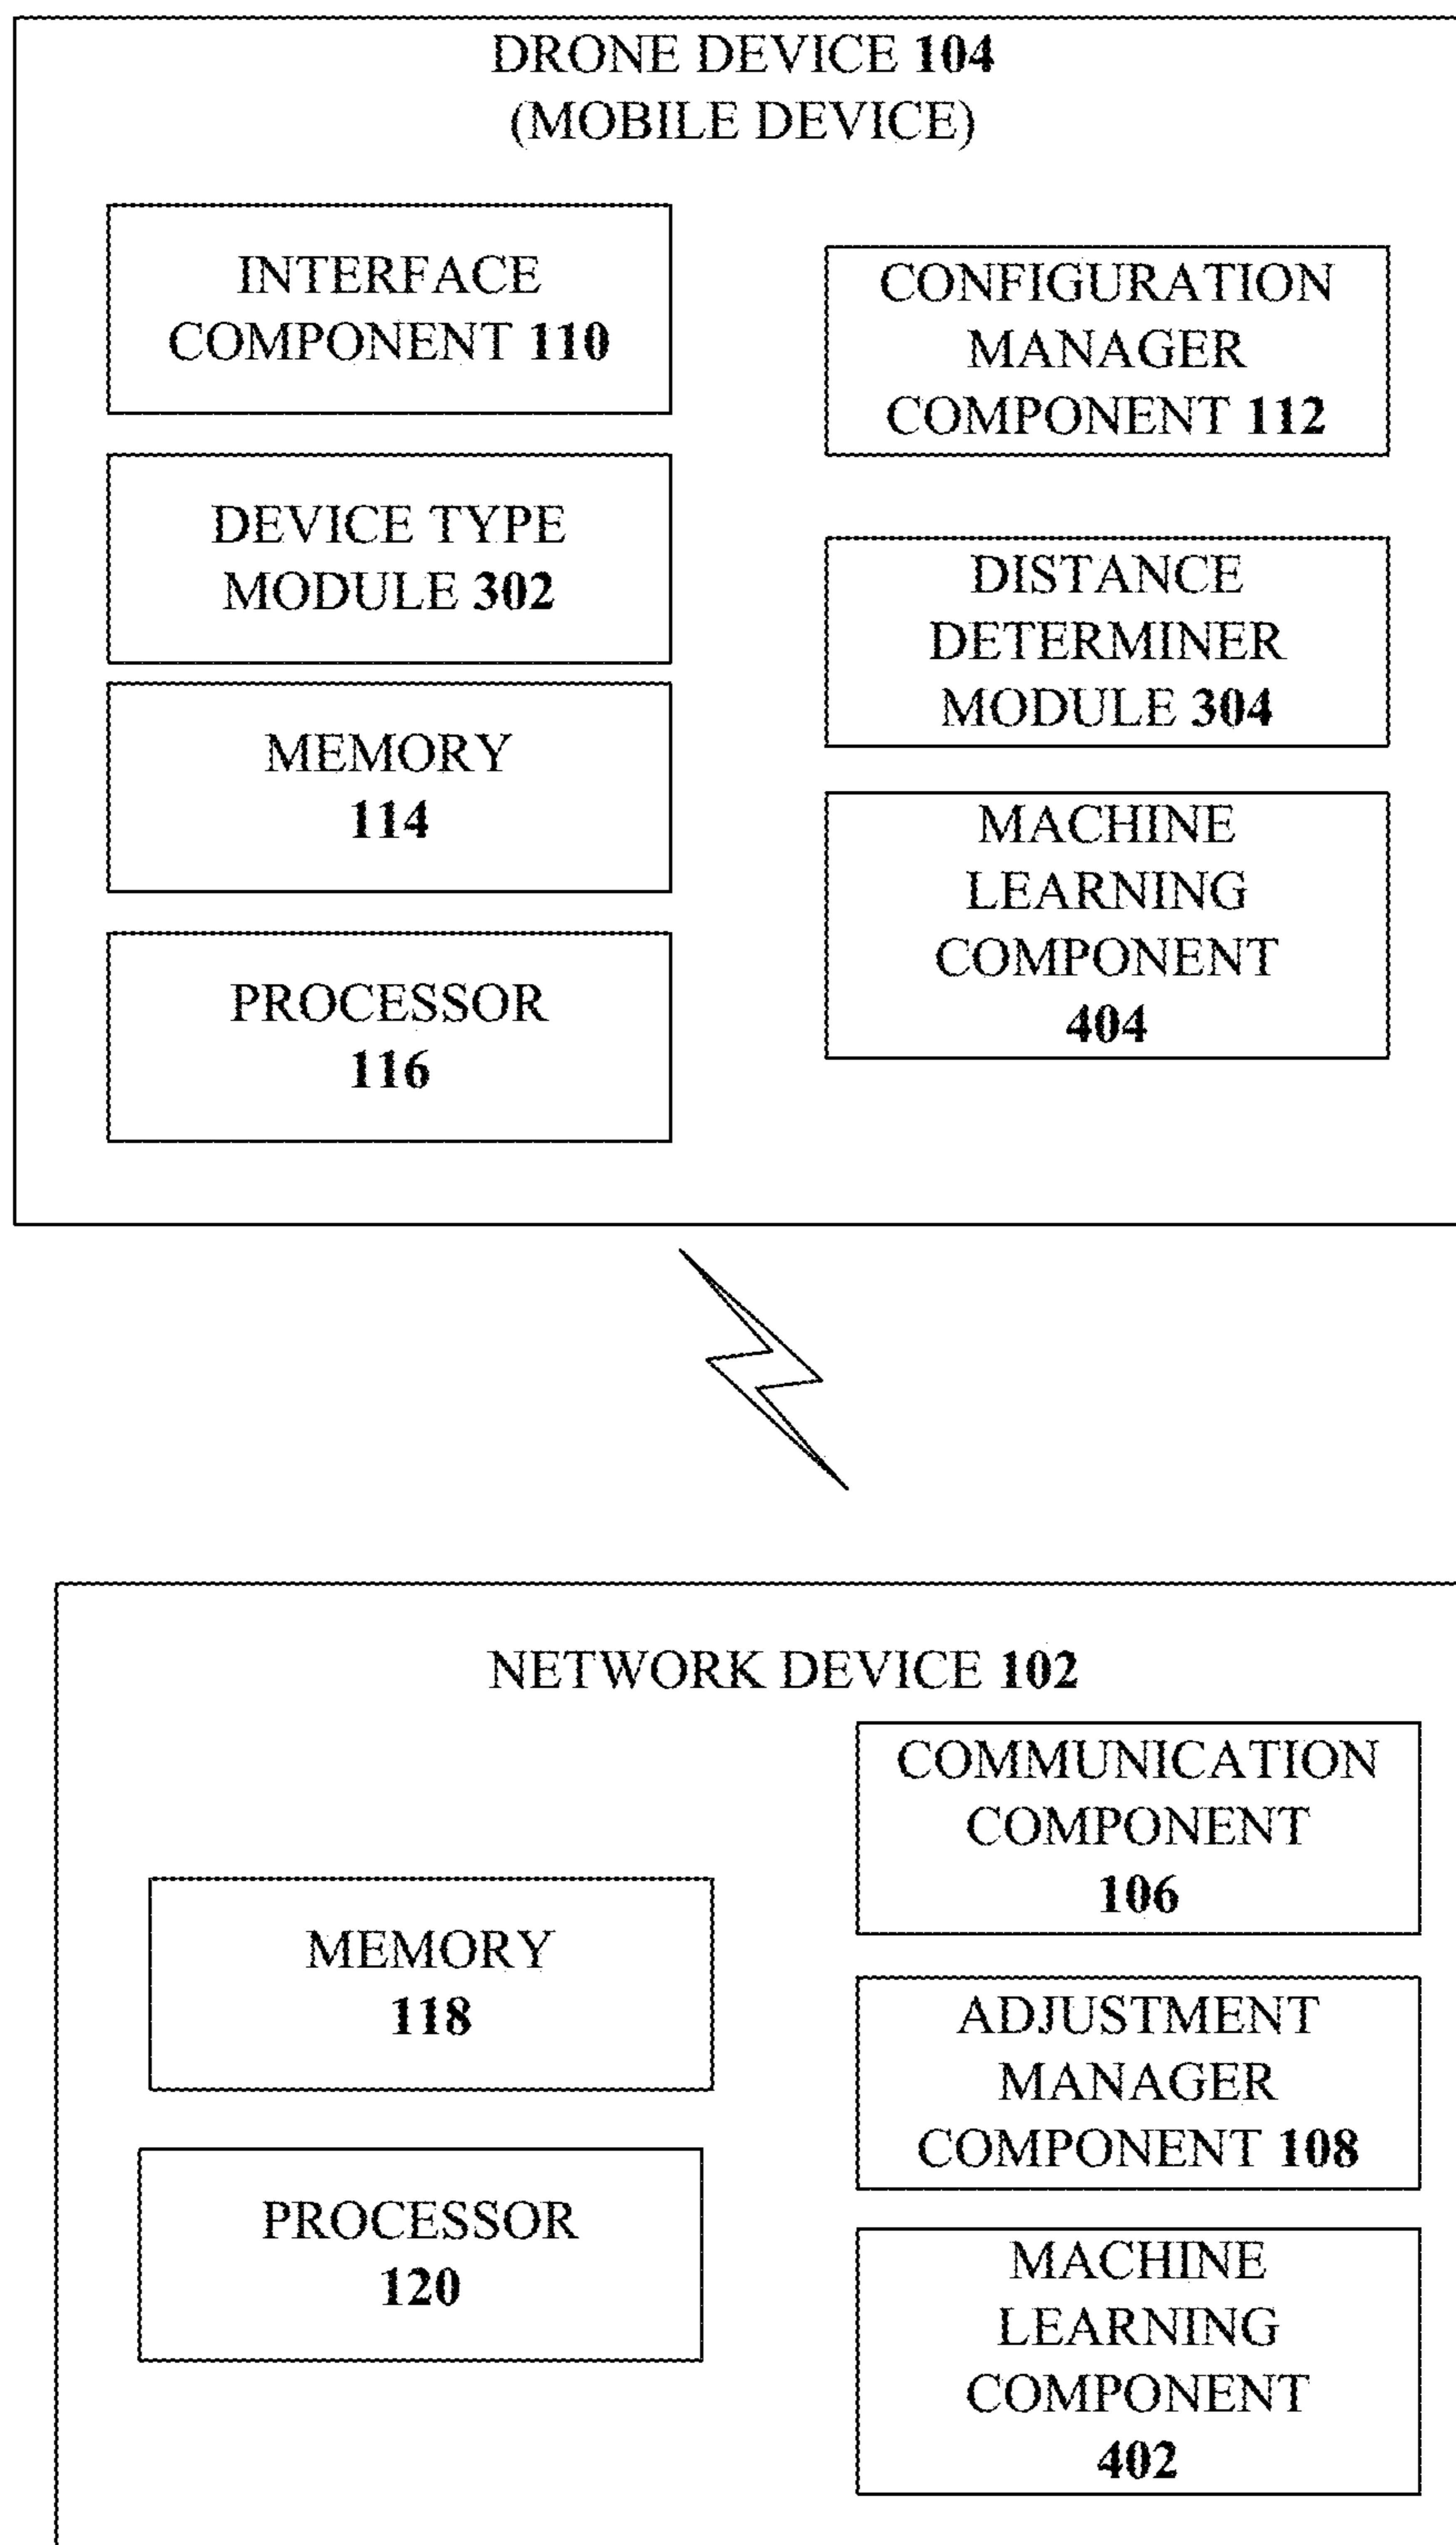 DRONE DEVICE 104
(MOBILE DEVICE)
INTERFACE
COMPONENT 110
DEVICE TYPE
MODULE 302
MEMORY
114
PROCESSOR
116
CONFIGURATION
MANAGER
COMPONENT 112
DISTANCE
DETERMINER
MODULE 304
MACHINE
LEARNING
COMPONENT
404
NETWORK DEVICE 102
MEMORY
118
PROCESSOR
120
COMMUNICATION
COMPONENT
106
ADJUSTMENT
MANAGER
COMPONENT 108
MACHINE
LEARNING
COMPONENT
402